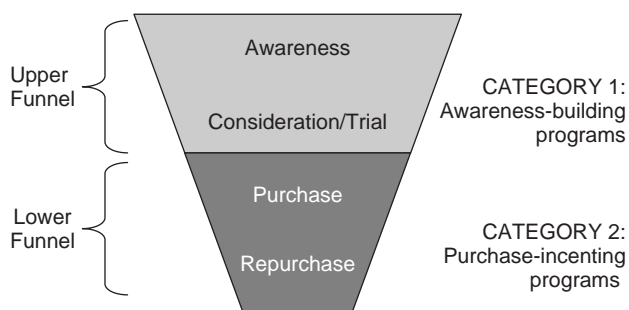 Awareness
Upper
Funnel
Consideration/Trial
CATEGORY 1:
Awareness-building
programs
Purchase
Lower
Funnel
Repurchase
CATEGORY 2:
Purchase-incenting
programs